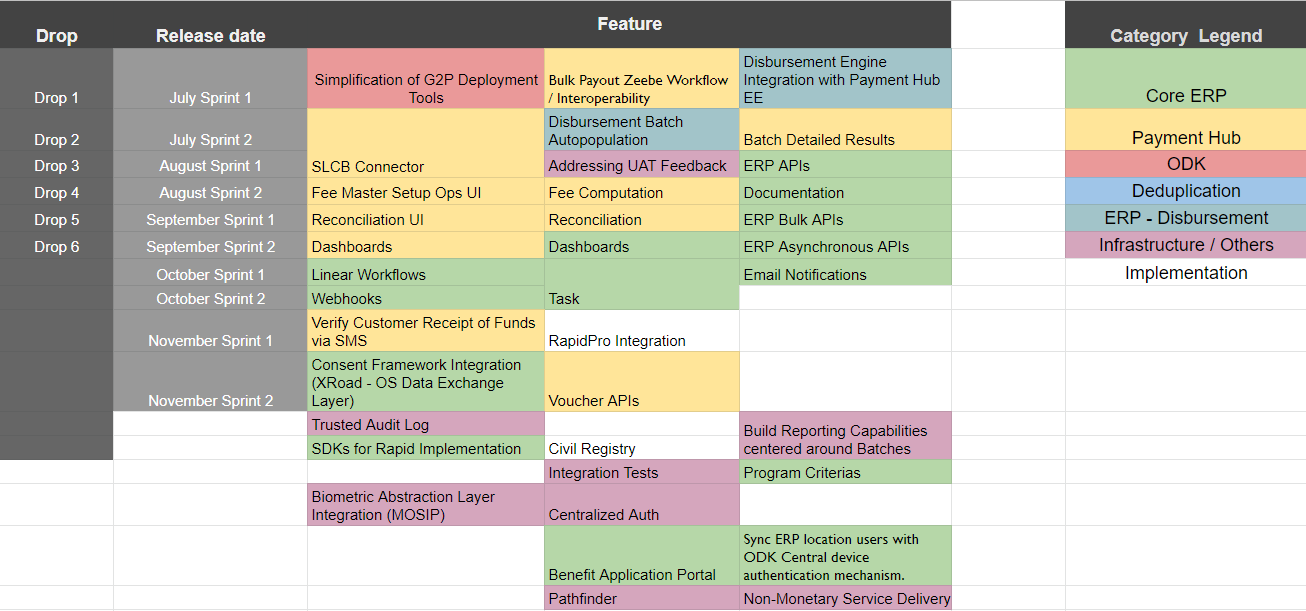 Drop Release date Feature Category Legend
Drop 1 July Sprint 1 Simplification of G2P Deployment Tools Bulk Payout Zeebe Workflow / Interoperability Disbursement Engine Integration with Payment Hub EE Core ERP
Drop 2 July Sprint 2 Disbursement Batch Autopopulation Batch Detailed Results Payment Hub
Drop 3 August Sprint 1 SLCB Connector Addressing UAT Feedback ERP APIs ODK
Drop 4 August Sprint 2 Fee Master Setup Ops UI Fee Computation Documentation Deduplication
Drop 5 September Sprint 1 Reconciliation UI Reconciliation ERP Bulk APIs ERP - Disbursement
Drop 6 September Sprint 2 Dashboards Dashboards ERP Asynchronous APIs Infrastructure / Others
October Sprint 1 Linear Workflows Email Notifications Implementation
October Sprint 2 Webhooks Task
November Sprint 1 Verify Customer Receipt of Funds via SMS RapidPro Integration
November Sprint 2 Consent Framework Integration (XRoad - OS Data Exchange Layer) Voucher APIs
Trusted Audit Log
Build Reporting Capabilities centered around Batches
SDKs for Rapid Implementation Civil Registry
Integration Tests Program Criterias
Biometric Abstraction Layer Integration (MOSIP) Centralized Auth
Benefit Application Portal Sync ERP location users with ODK Central device authentication mechanism.
Pathfinder Non-Monetary Service Delivery